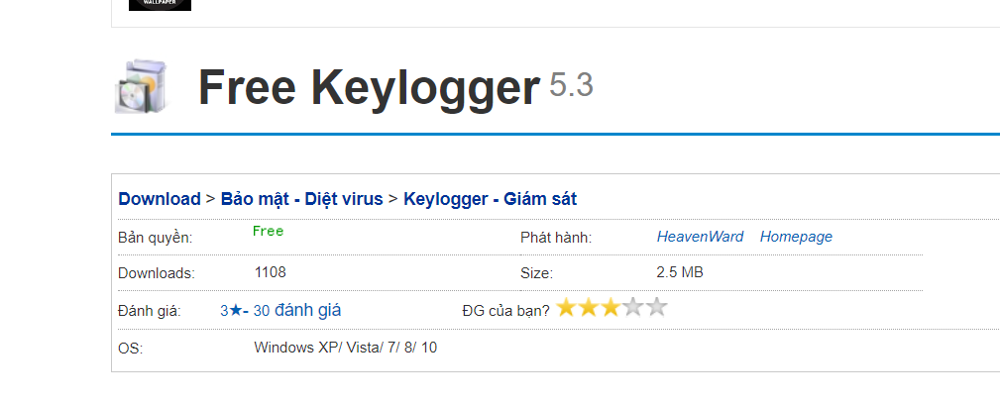 WALLPAPER
Free Keylogger 5.3
Download > Bảo mật - Diệt virus > Keylogger - Giám sát
Bản quyền: Free Phát hành: HeavenWard Homepage
Downloads: 1108 Size: 2.5 MB
Đánh giá: 3★- 30 đánh giá ĐG của bạn?
OS: Windows XP/ Vista/ 7/ 8/ 10